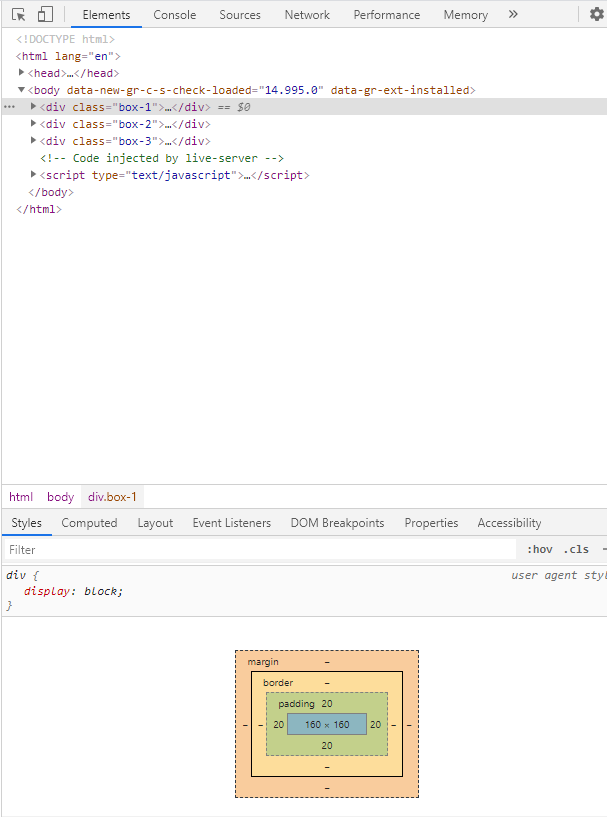 Elements Console Sources Network Performance Memory »
<!DOCTYPE html>
<html lang="en">
<head>…</head>
<body data-new-gr-c-s-check-loaded="14.995.0" data-gr-ext-installed>
… <div class="box-1">…</div> == $0
<div class="box-2">…</div>
<div class="box-3">…</div>
<!-- Code injected by live-server -->
<script type="text/javascript">…</script>
</body>
</html>
html body div.box-1
Styles Computed Layout Event Listeners DOM Breakpoints Properties Accessibility
Filter :hov .cls
div { user agent styl
display: block;
}
margin –
border –
padding 20
– – 20 160 × 160 20 – –
20
–
–